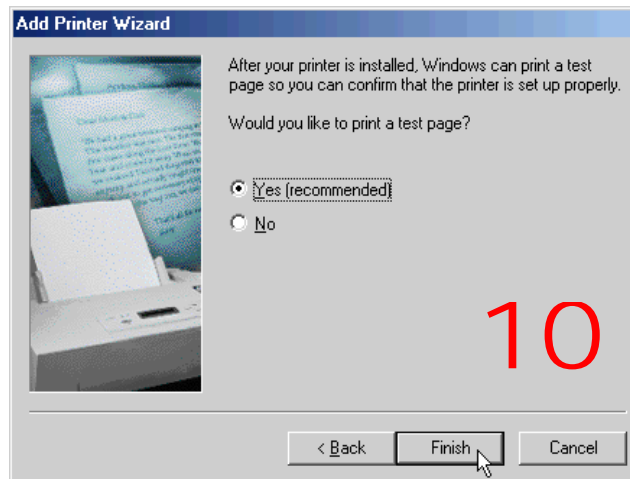 Add Printer Wizard
After your printer is installed, Windows can print a test
page so you can confirm that the printer is set up properly.
Would you like to print a test page?
Yes (recommended)
No
10
< Back Finish Cancel